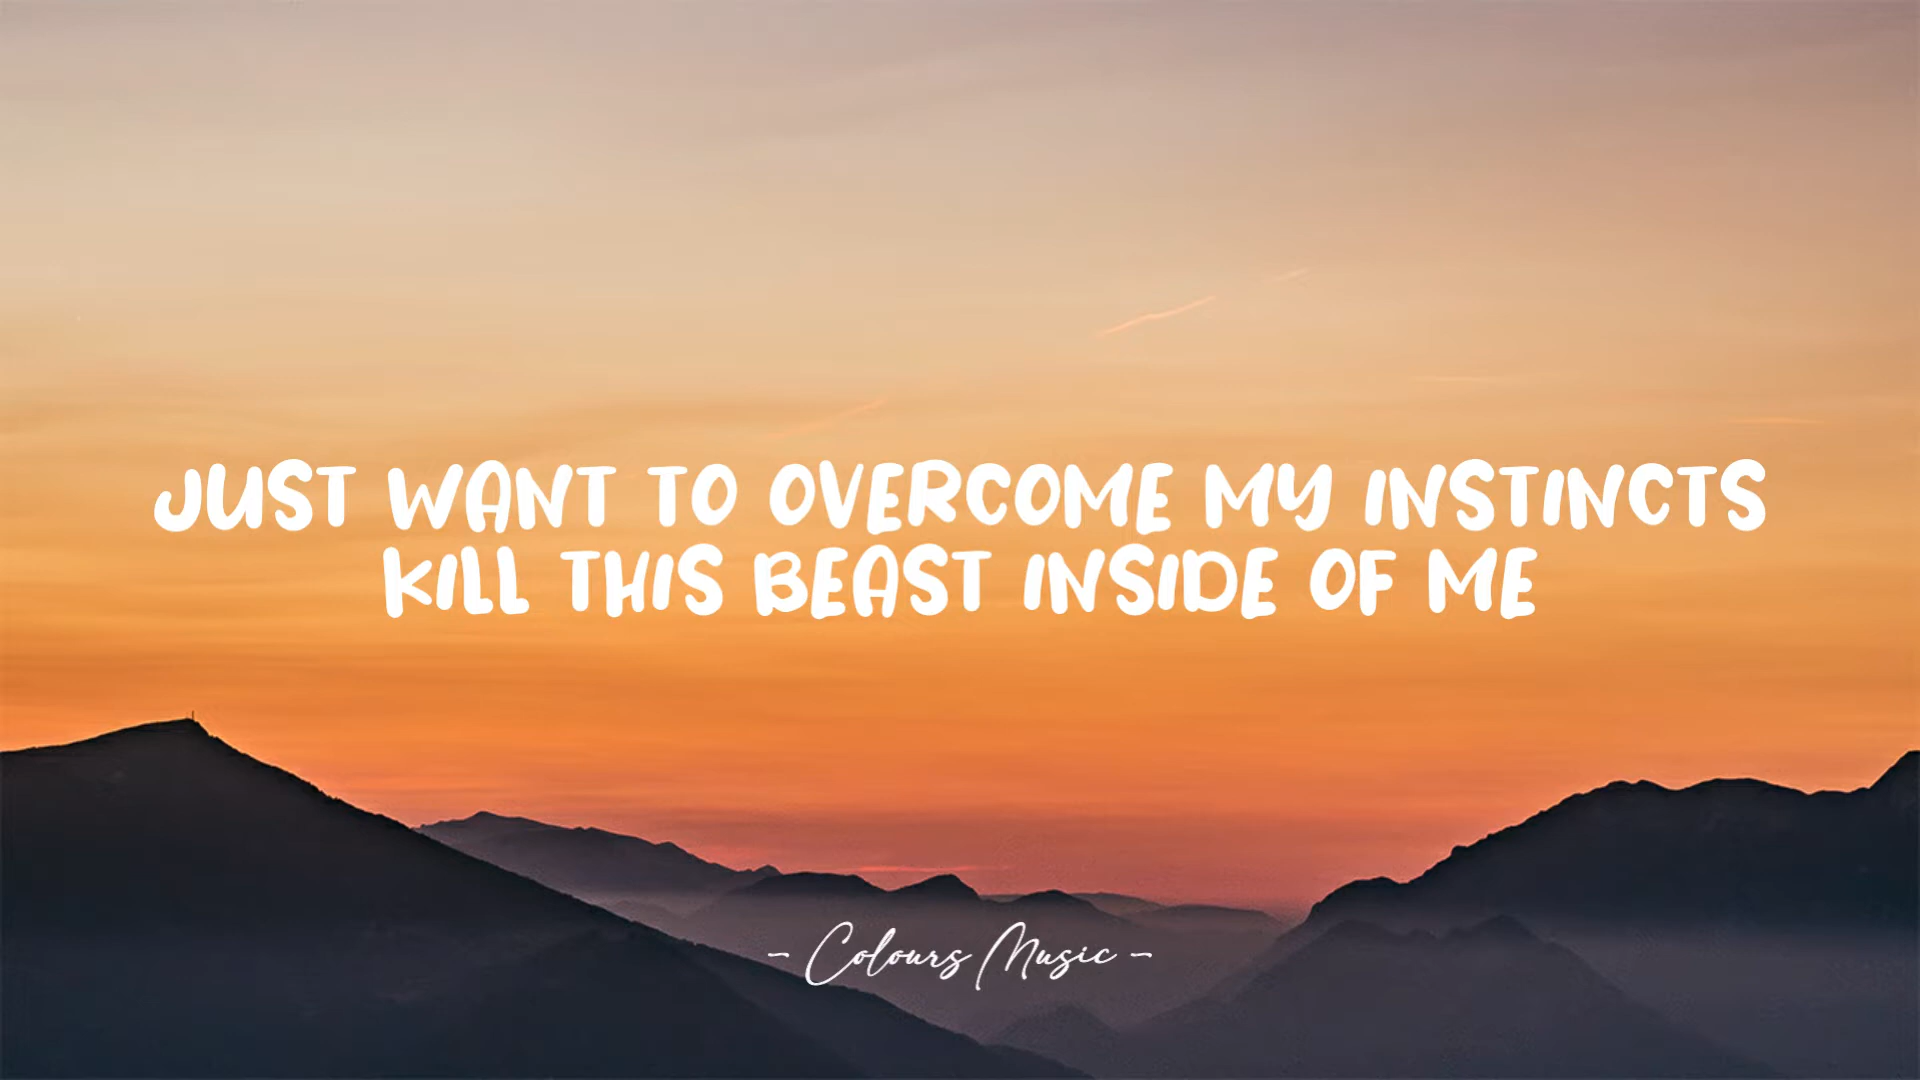 JUST WANT TO OVERCOME MY INSTINCTS
KILL THIS BEAST INSIDE OF ME
- Colours Music -